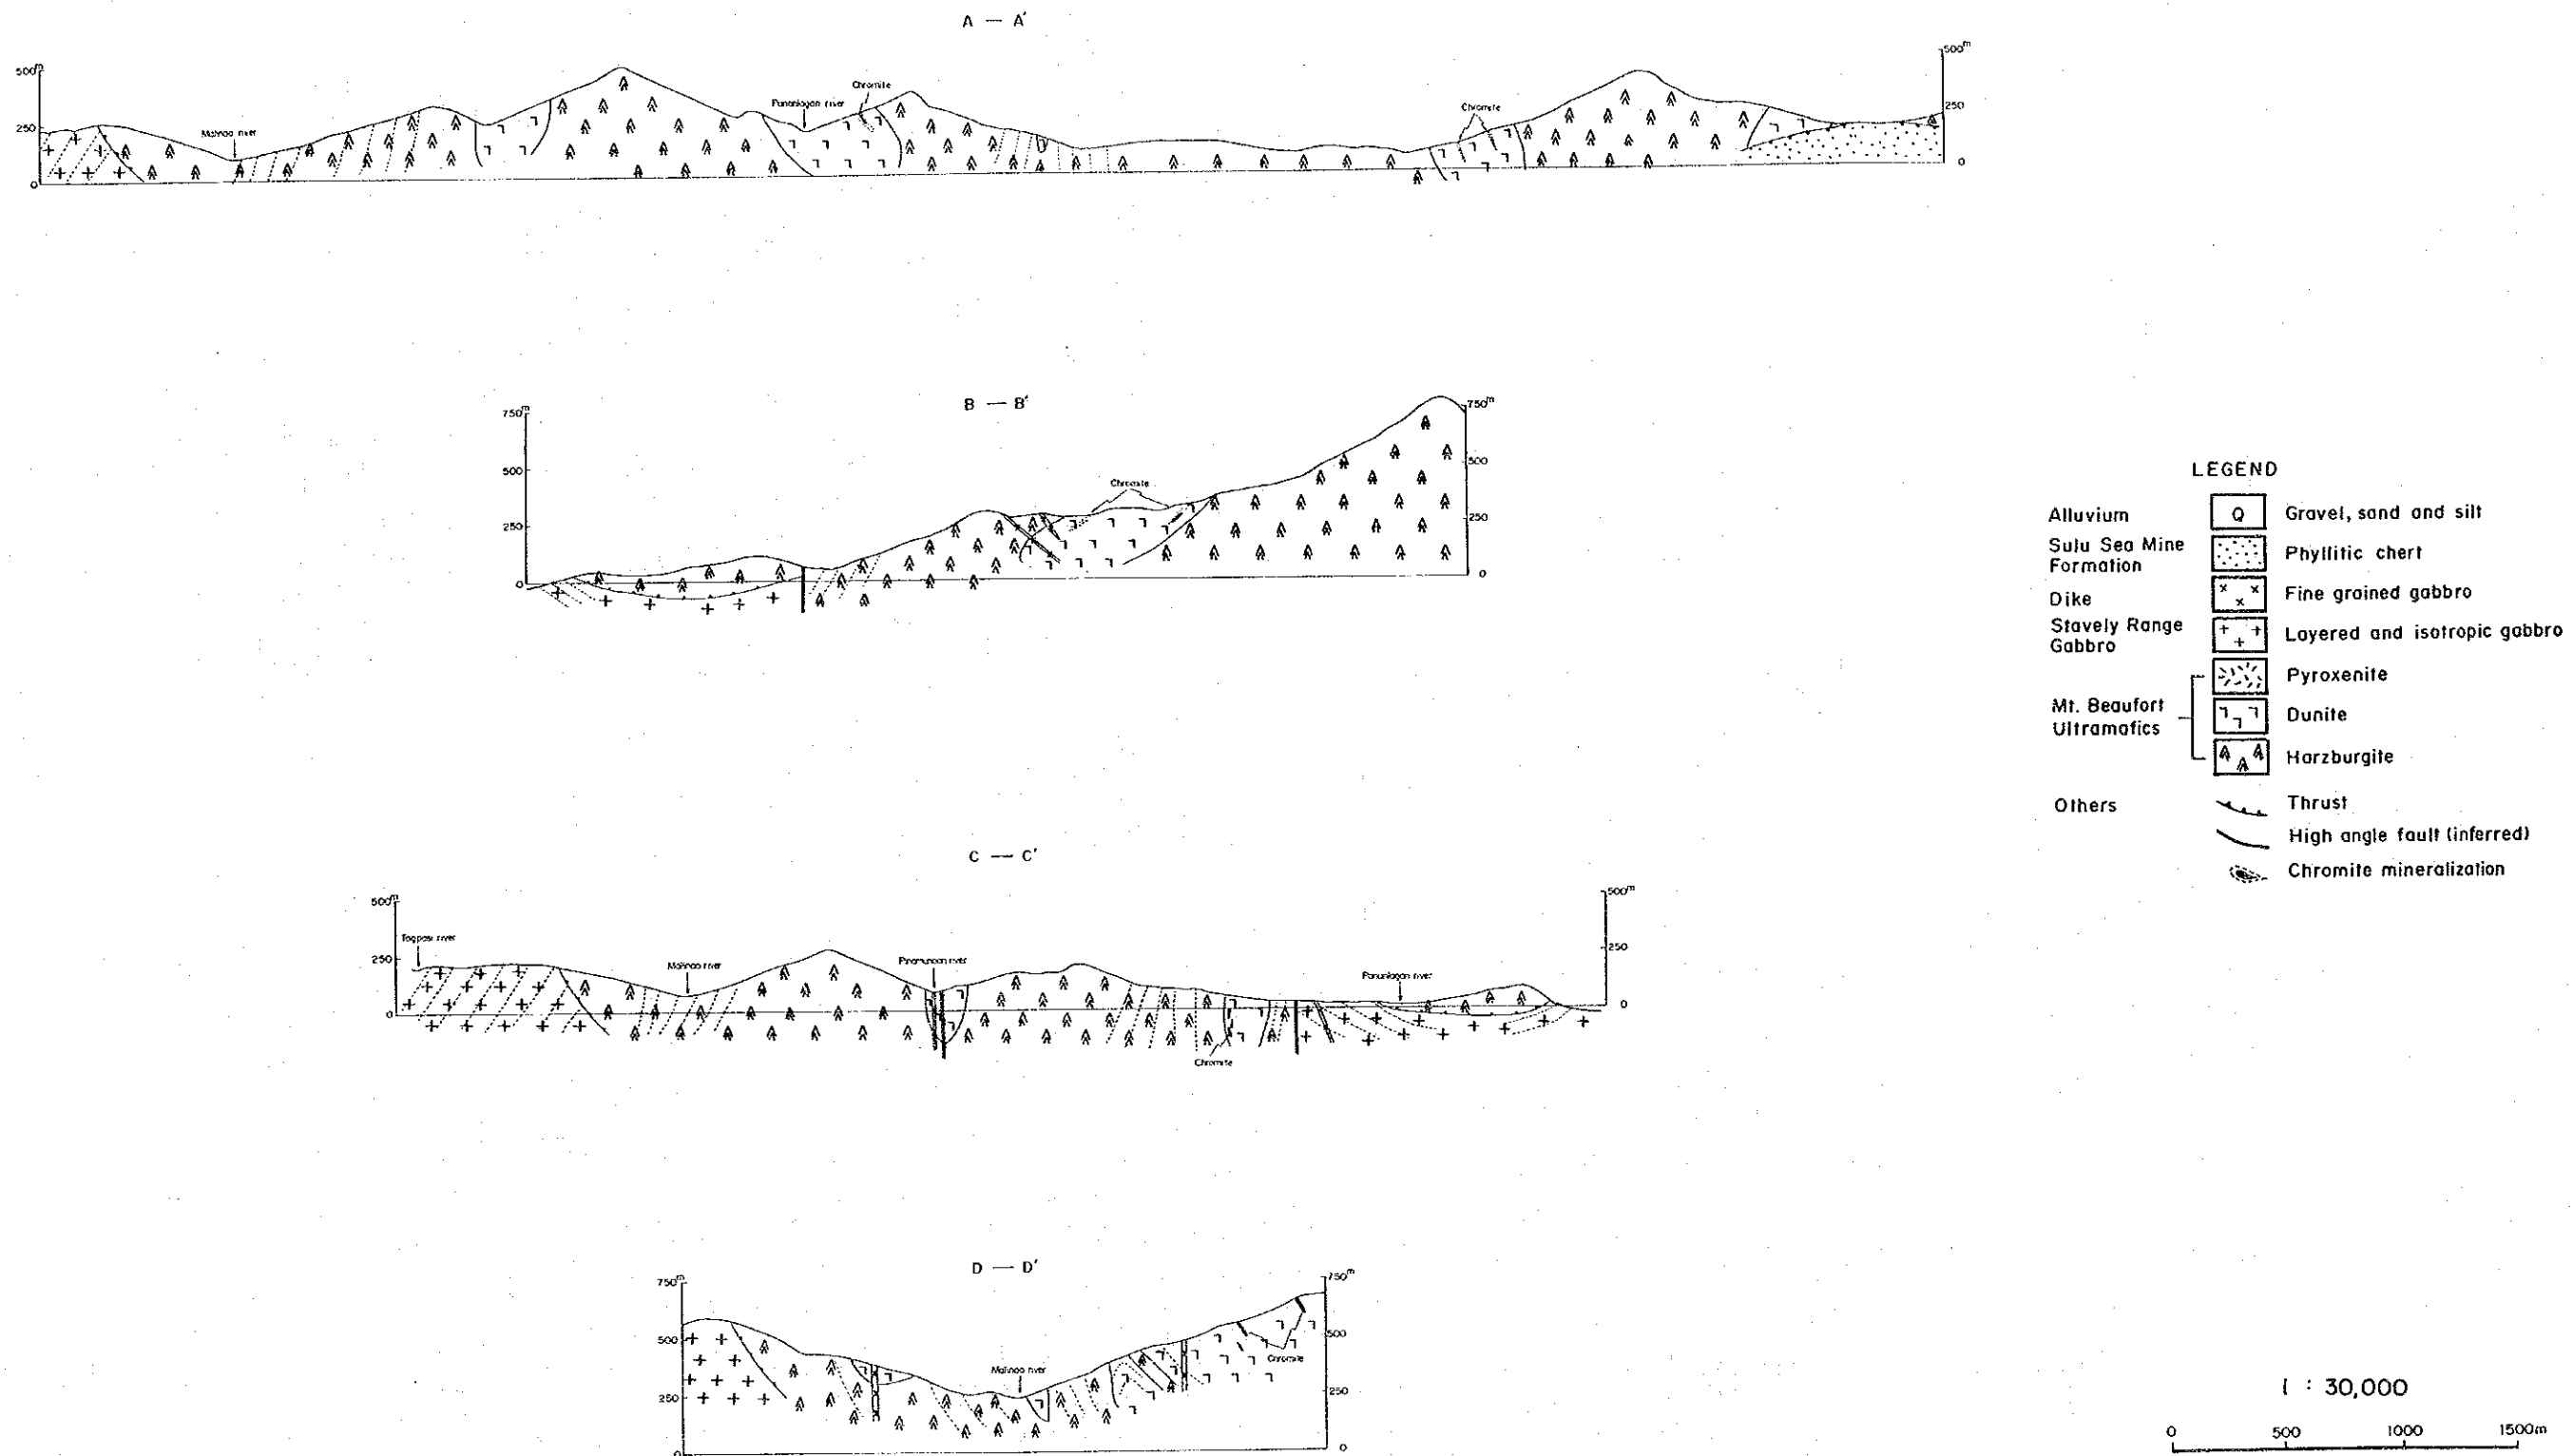 A — A'
500m
250
0
Malinao river
Chromite
Chromite
500m
250
0
B — B'
750m
500
250
0
Chromite
750m
500
250
0
C — C'
500m
250
0
Malinao river
Panunlagan river
Chromite
500m
250
0
D — D'
750m
500
250
0
Malinao river
Chromite
750m
500
250
0
LEGEND
Alluvium
Q
Gravel, sand and silt
Sulu Sea Mine
Formation
Phyllitic chert
Dike
Fine grained gabbro
Stavely Range
Gabbro
Layered and isotropic gabbro
Pyroxenite
Mt. Beaufort
Ultramafics
Dunite
Harzburgite
Others
Thrust
High angle fault (inferred)
Chromite mineralization
1 : 30,000
0 500 1000 1500m